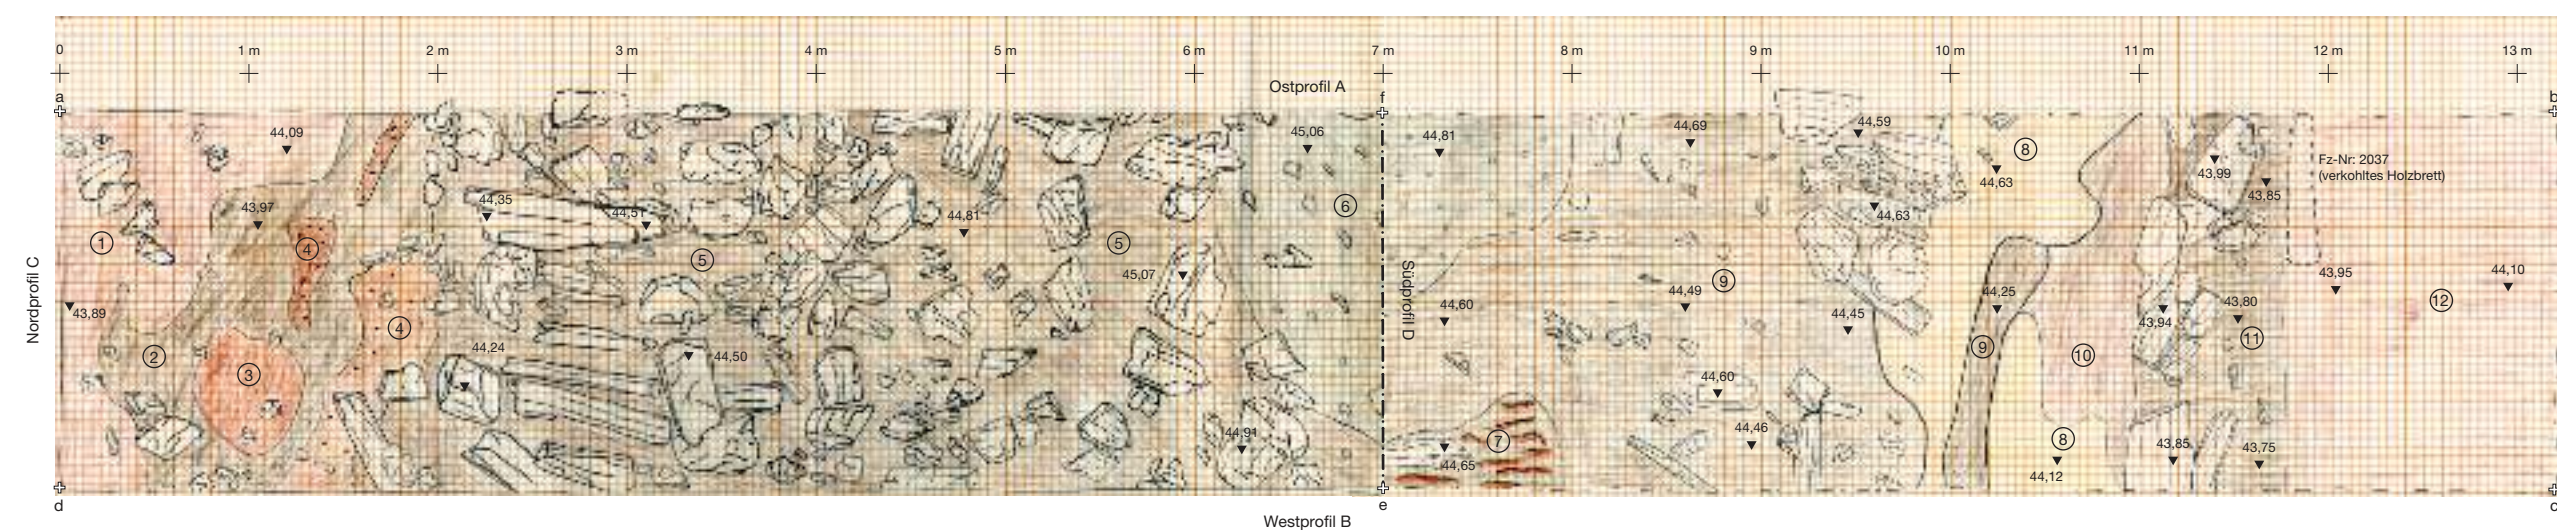 0 1 m 2 m 3 m 4 m 5 m 6 m 7 m 8 m 9 m 10 m 11 m 12 m 13 m
Ostprofil A
a f b
44,09 45,06 44,81 44,69 44,59
8
Fz-Nr: 2037
(verkohltes Holzbrett)
43,99
44,63
43,85
44,35
43,97 44,51 44,81
6
44,63
1 4 5 5
45,07
Nordprofil C
Südprofil D
43,95 44,10
9
44,49 44,25
43,89
44,60 44,45 43,80 12
4 43,94
11
2 44,24 44,50 9 10
3 44,60
44,91 7 44,46 8 43,85 43,75
44,65 44,12
d e
Westprofil B